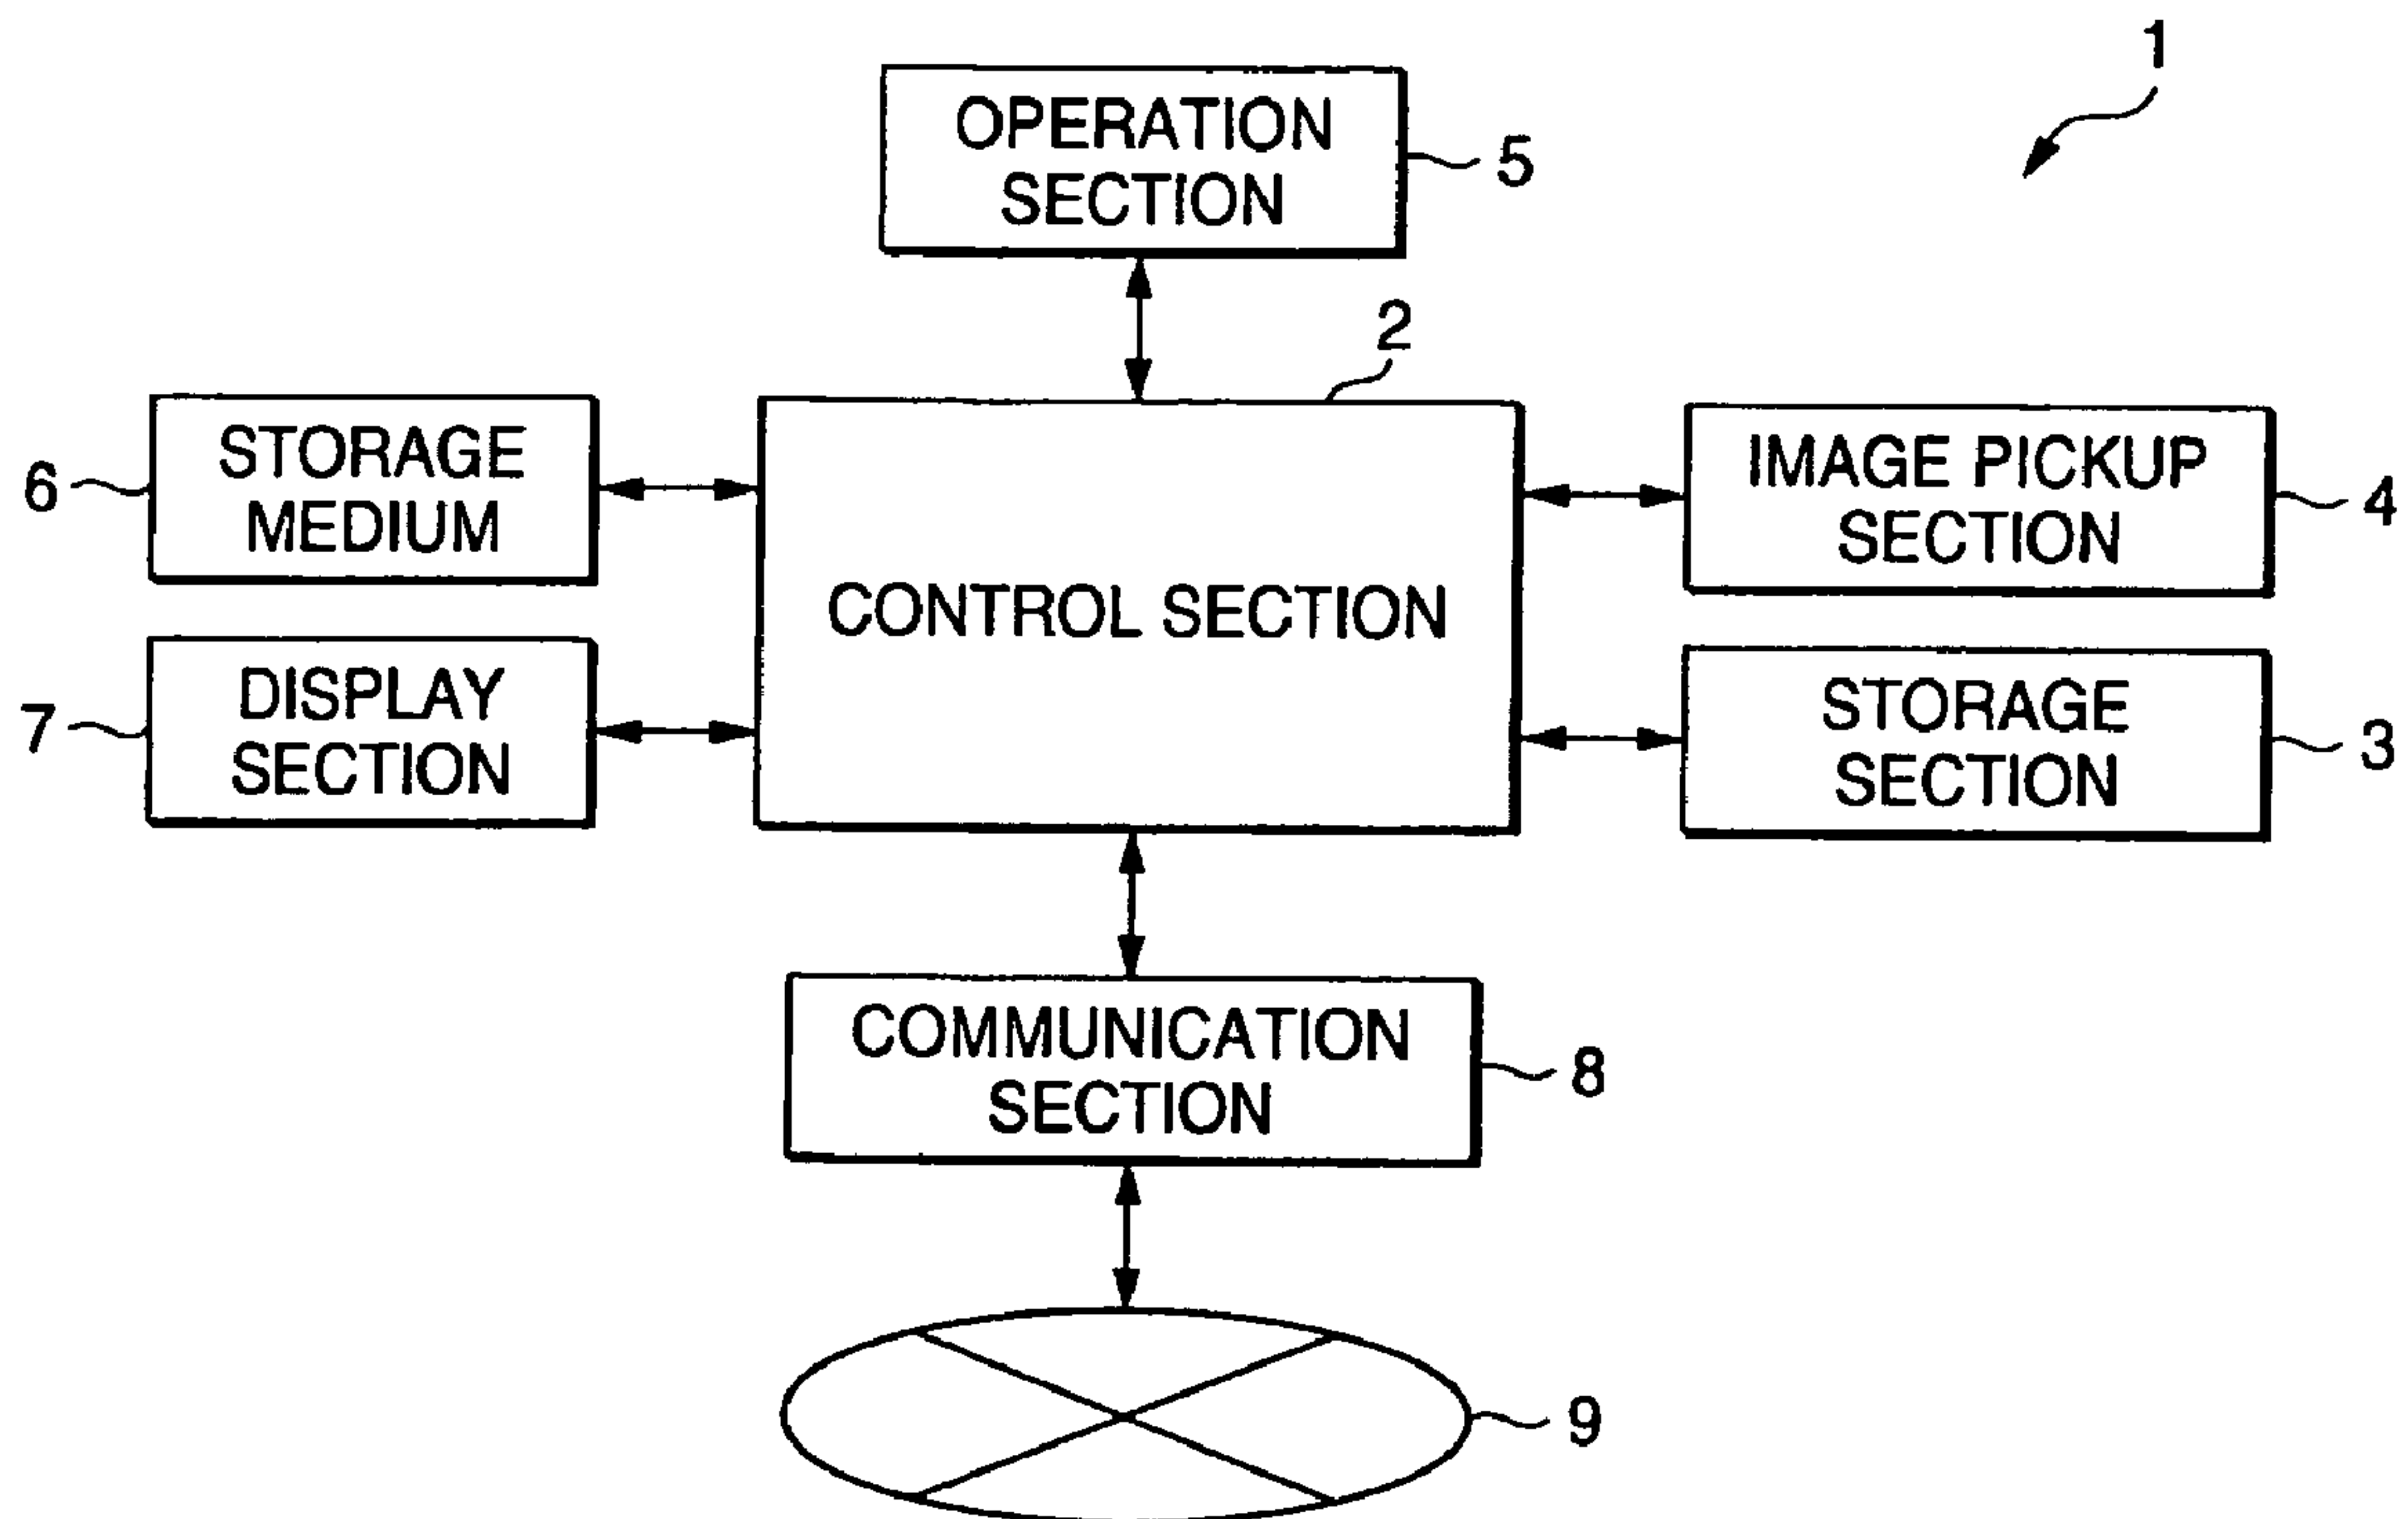 1
OPERATION
SECTION
5
2
6
STORAGE
MEDIUM
CONTROL SECTION
IMAGE PICKUP
SECTION
4
7
DISPLAY
SECTION
STORAGE
SECTION
3
COMMUNICATION
SECTION
8
9